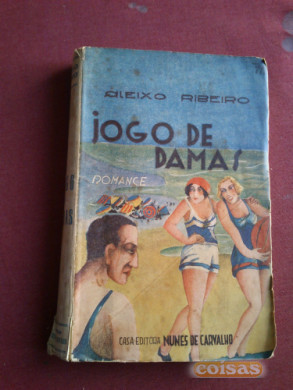 ALEIXO RIBEIRO
JOGO DE
DAMAS
ROMANCE
CASA EDITORA NUNES DE CARVALHO
coisas